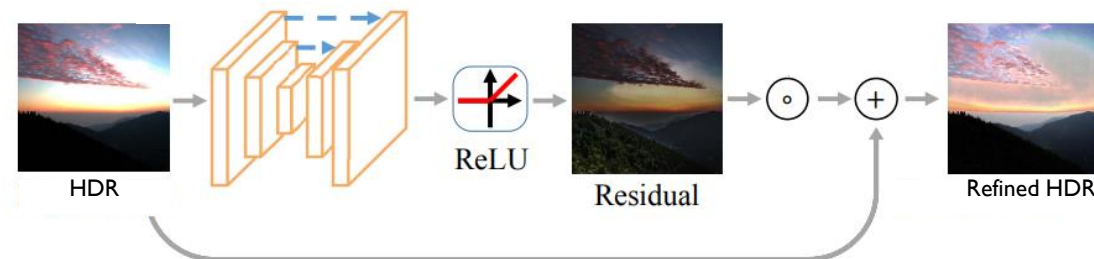 HDR
ReLU
Residual
+
Refined HDR